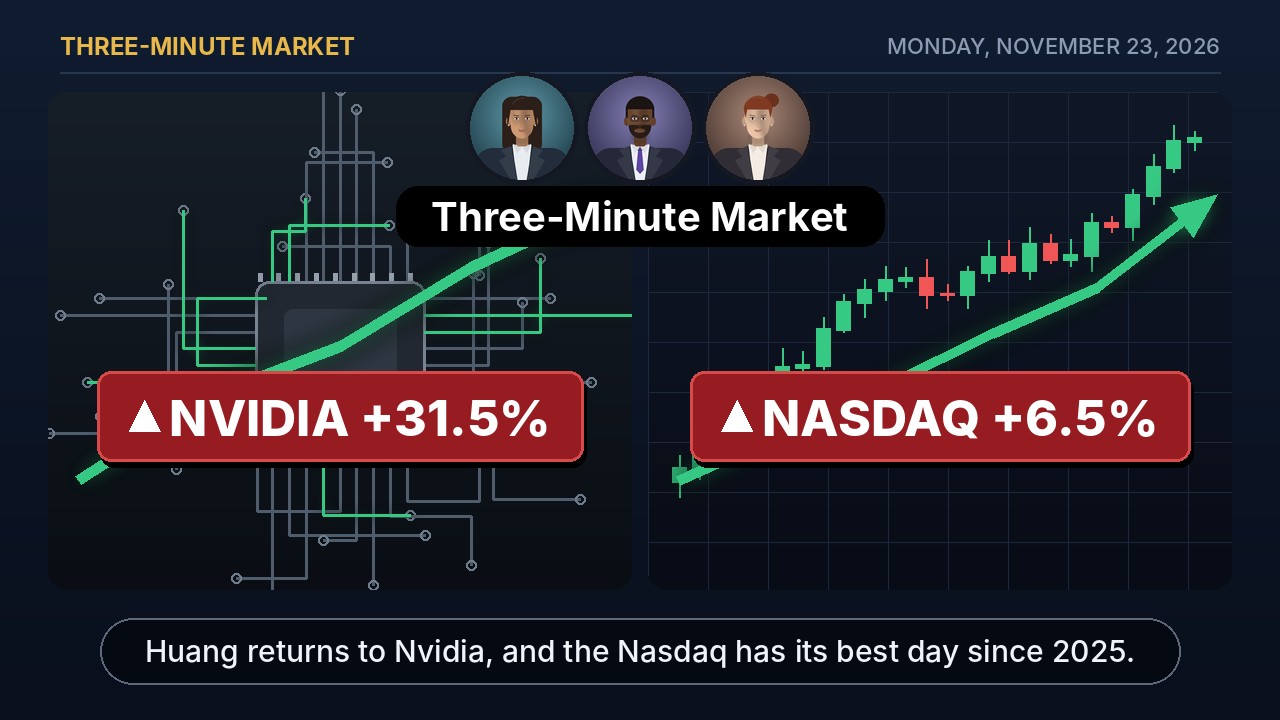 THREE-MINUTE MARKET
MONDAY, NOVEMBER 23, 2026
Three-Minute Market
▲NVIDIA +31.5%
▲NASDAQ +6.5%
Huang returns to Nvidia, and the Nasdaq has its best day since 2025.